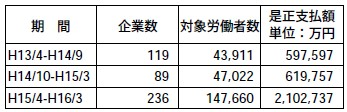 期　間 企業数 対象労働者数 是正支払額
単位：万円
H13/4-H14/9 119 43,911 597,597
H14/10-H15/3 89 47,022 619,757
H15/4-H16/3 236 147,660 2,102,737